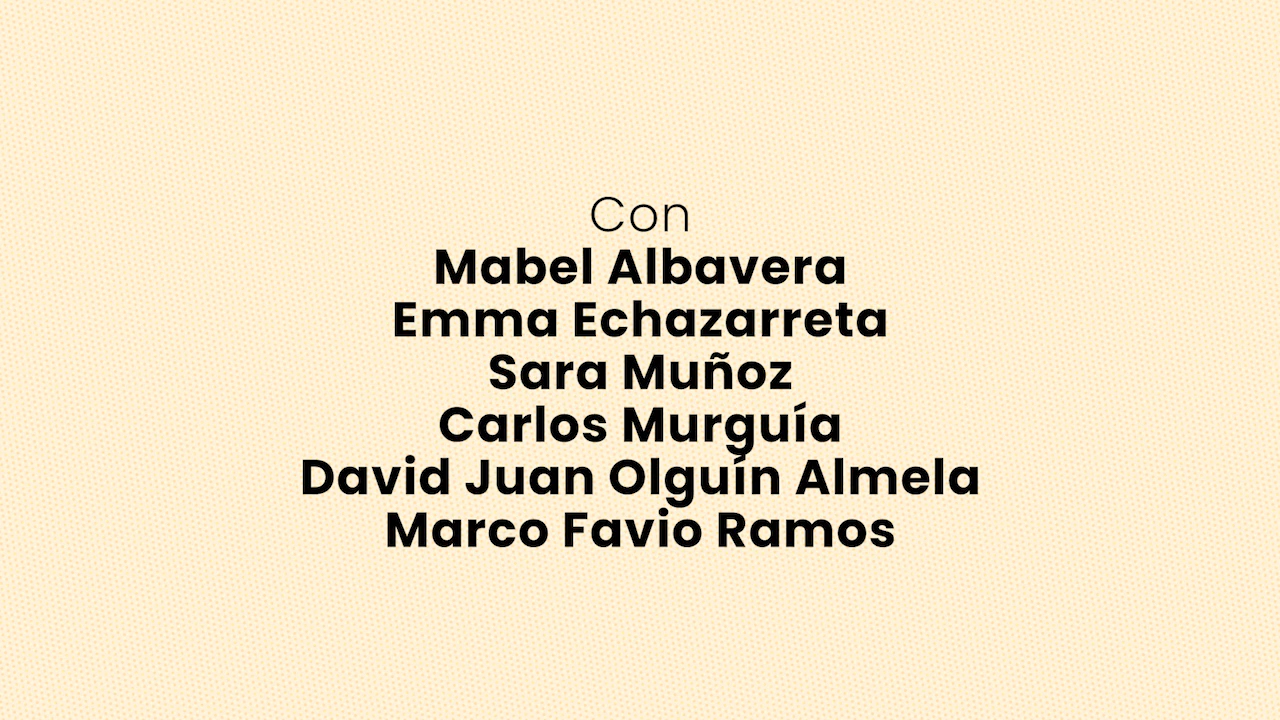 Con
Mabel Albavera
Emma Echazarreta
Sara Muñoz
Carlos Murguía
David Juan Olguín Almela
Marco Favio Ramos